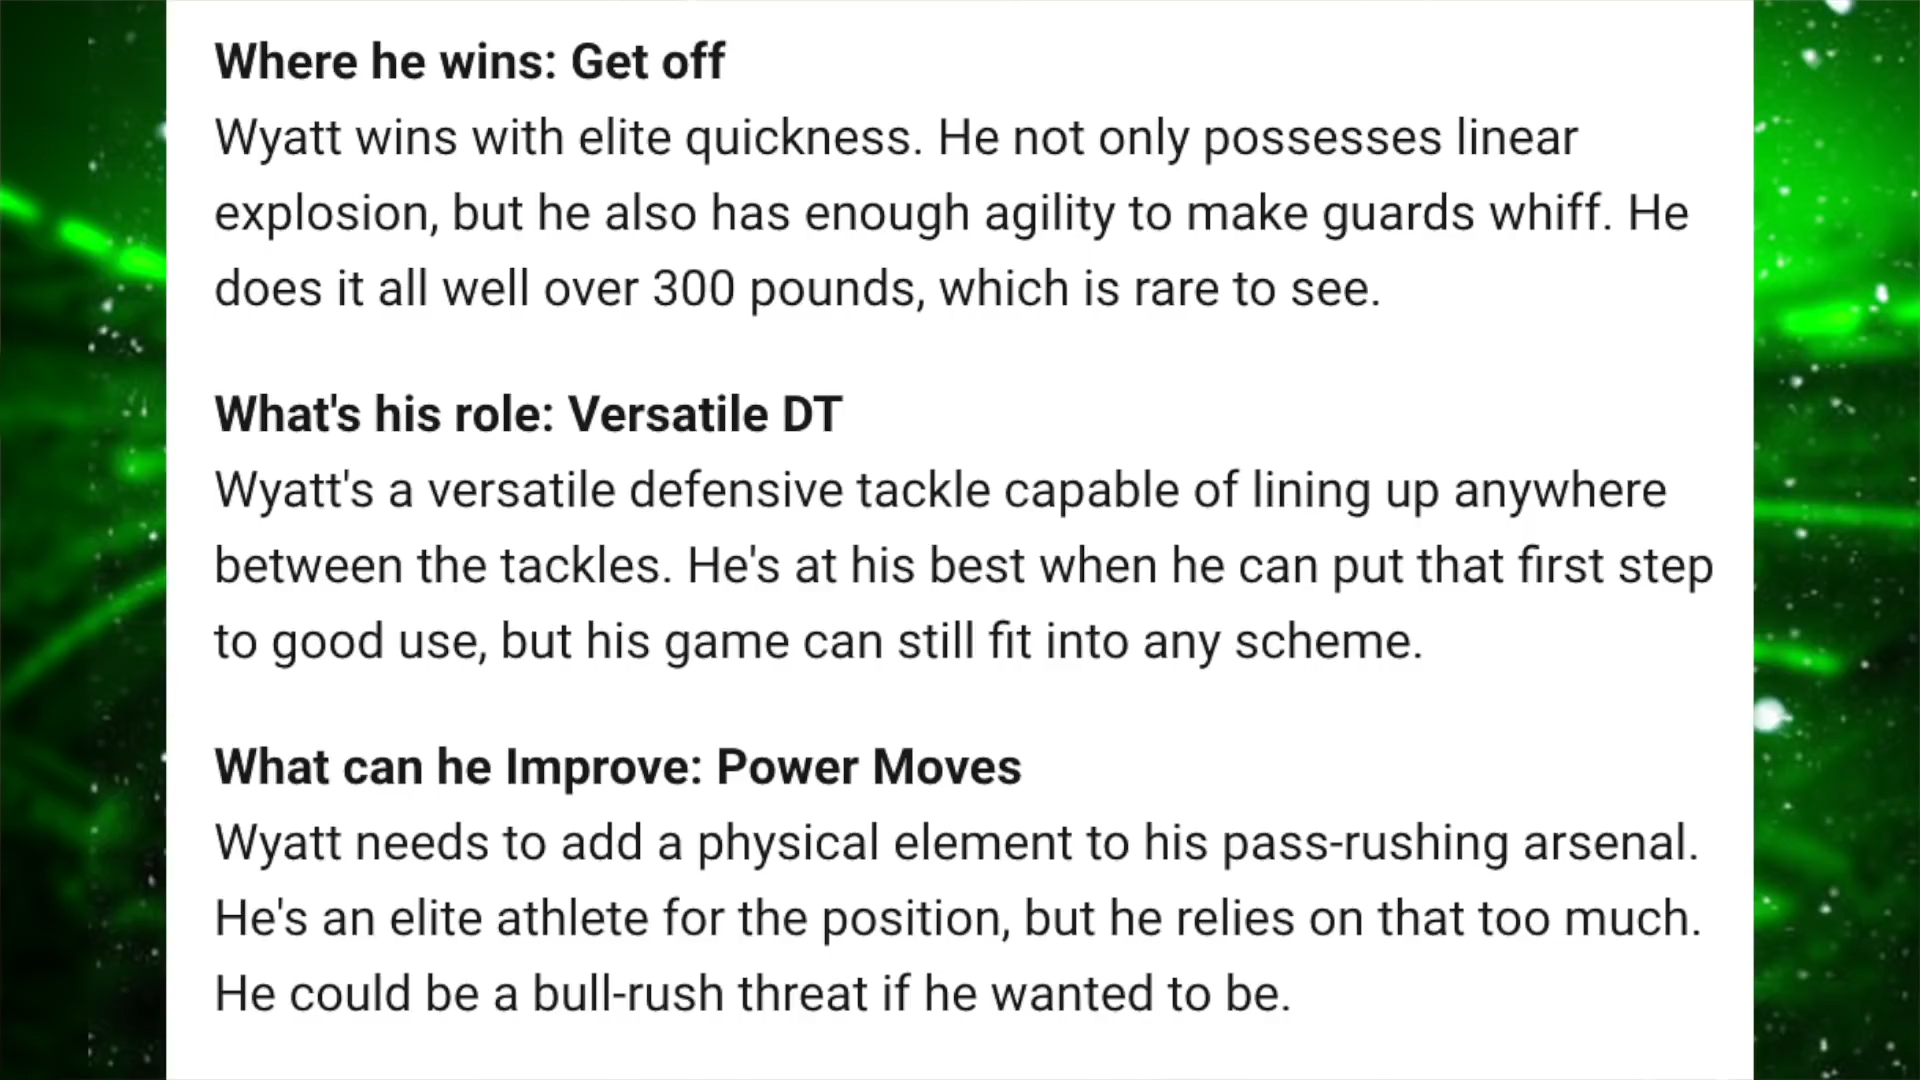 Where he wins: Get off
Wyatt wins with elite quickness. He not only possesses linear
explosion, but he also has enough agility to make guards whiff. He
does it all well over 300 pounds, which is rare to see.
What's his role: Versatile DT
Wyatt's a versatile defensive tackle capable of lining up anywhere
between the tackles. He's at his best when he can put that first step
to good use, but his game can still fit into any scheme.
What can he Improve: Power Moves
Wyatt needs to add a physical element to his pass-rushing arsenal.
He's an elite athlete for the position, but he relies on that too much.
He could be a bull-rush threat if he wanted to be.